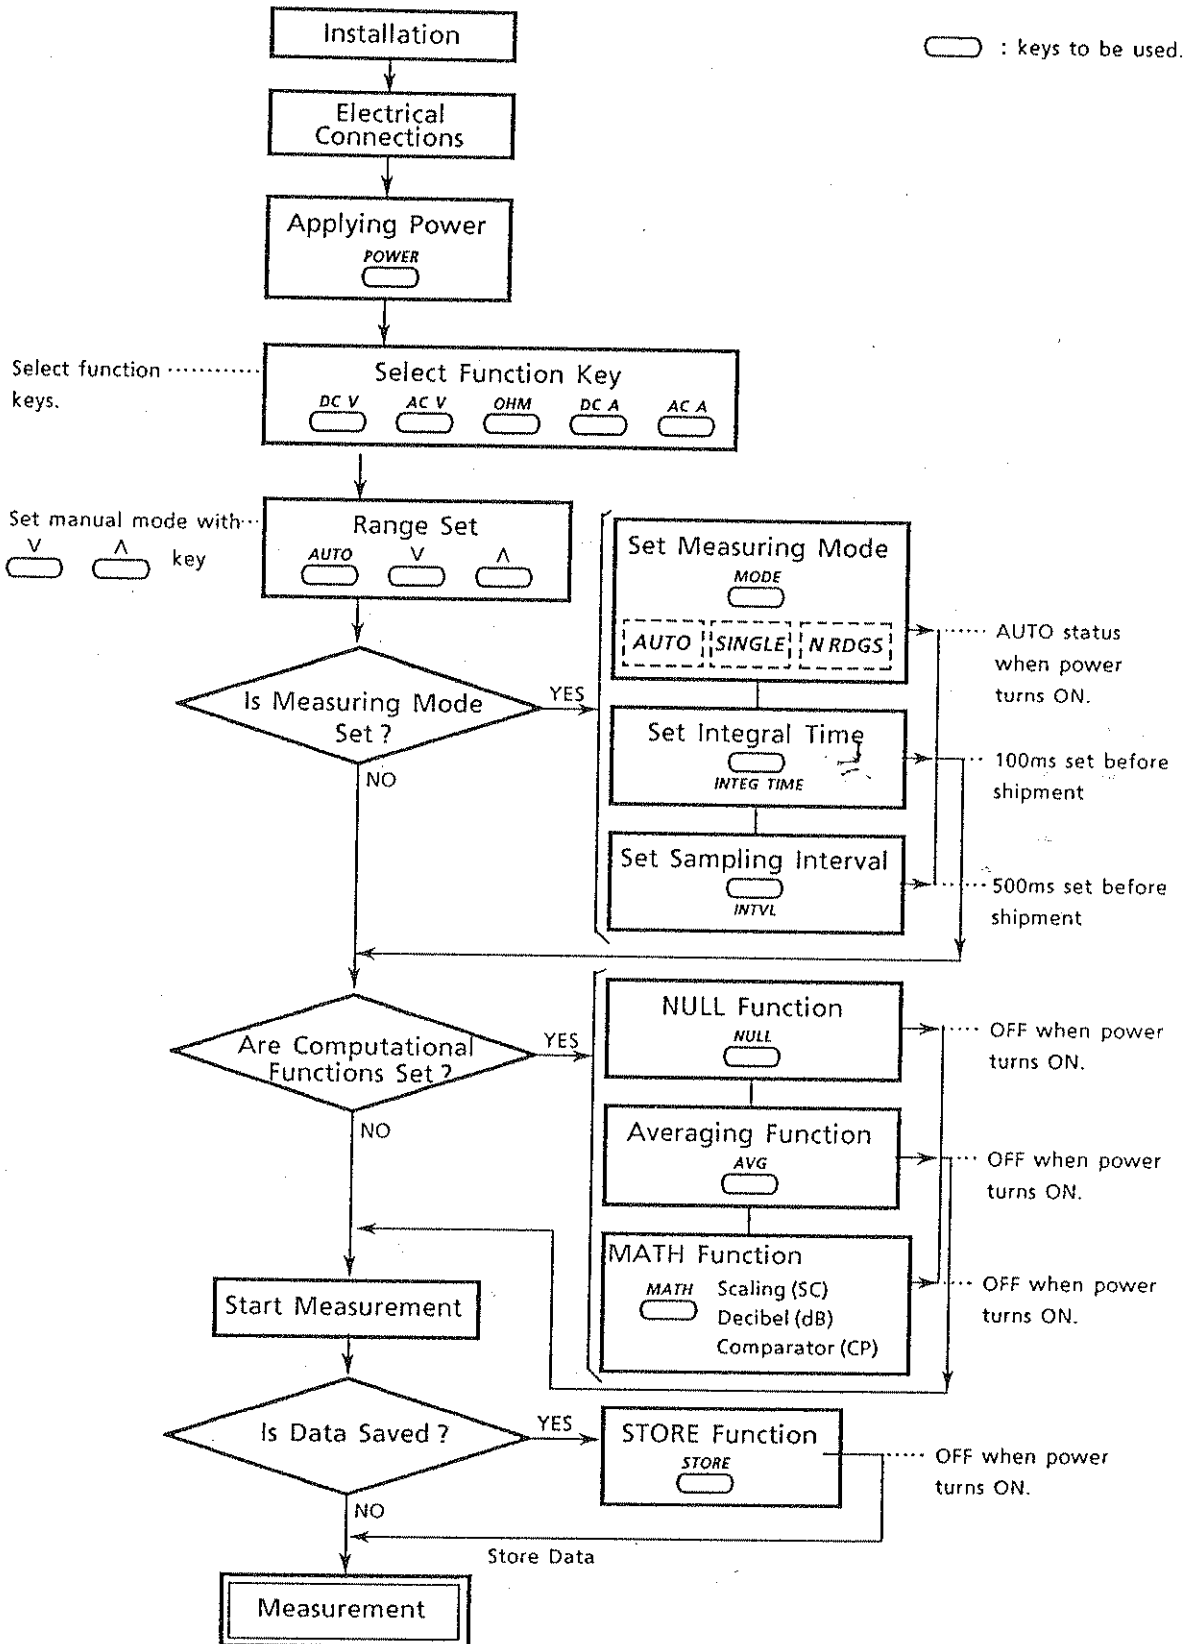 Installation
: keys to be used.
Electrical
Connections
Applying Power
POWER
Select function
keys.
Select Function Key
DC V AC V OHM DC A AC A
Set manual mode with
V Λ key
Range Set
AUTO V Λ
Set Measuring Mode
MODE
AUTO SINGLE N RDGS
AUTO status
when power
turns ON.
Is Measuring Mode
Set ?
YES
NO
Set Integral Time
INTEG TIME
100ms set before
shipment
Set Sampling Interval
INTVL
500ms set before
shipment
Are Computational
Functions Set ?
YES
NO
NULL Function
NULL
OFF when power
turns ON.
Averaging Function
AVG
OFF when power
turns ON.
MATH Function
MATH Scaling (SC)
Decibel (dB)
Comparator (CP)
OFF when power
turns ON.
Start Measurement
Is Data Saved ?
YES
NO
STORE Function
STORE
OFF when power
turns ON.
Store Data
Measurement